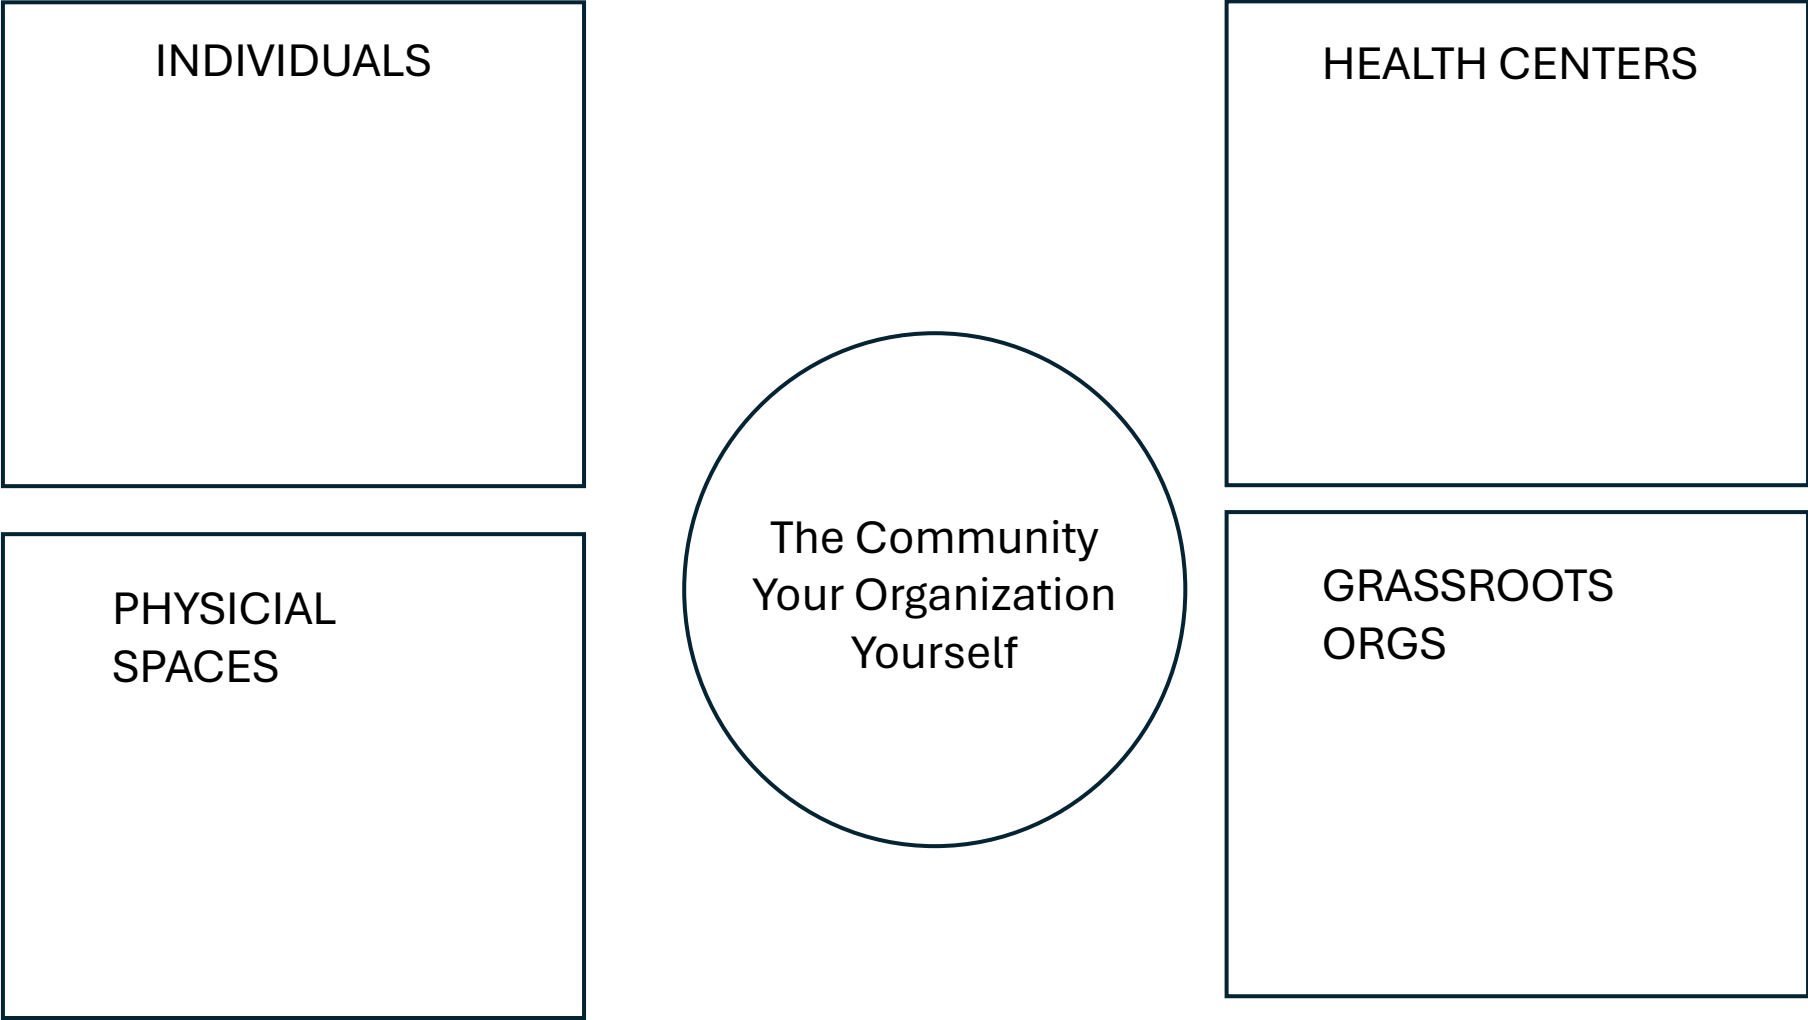 INDIVIDUALS
HEALTH CENTERS
The Community
Your Organization
Yourself
PHYSICIAL
SPACES
GRASSROOTS
ORGS